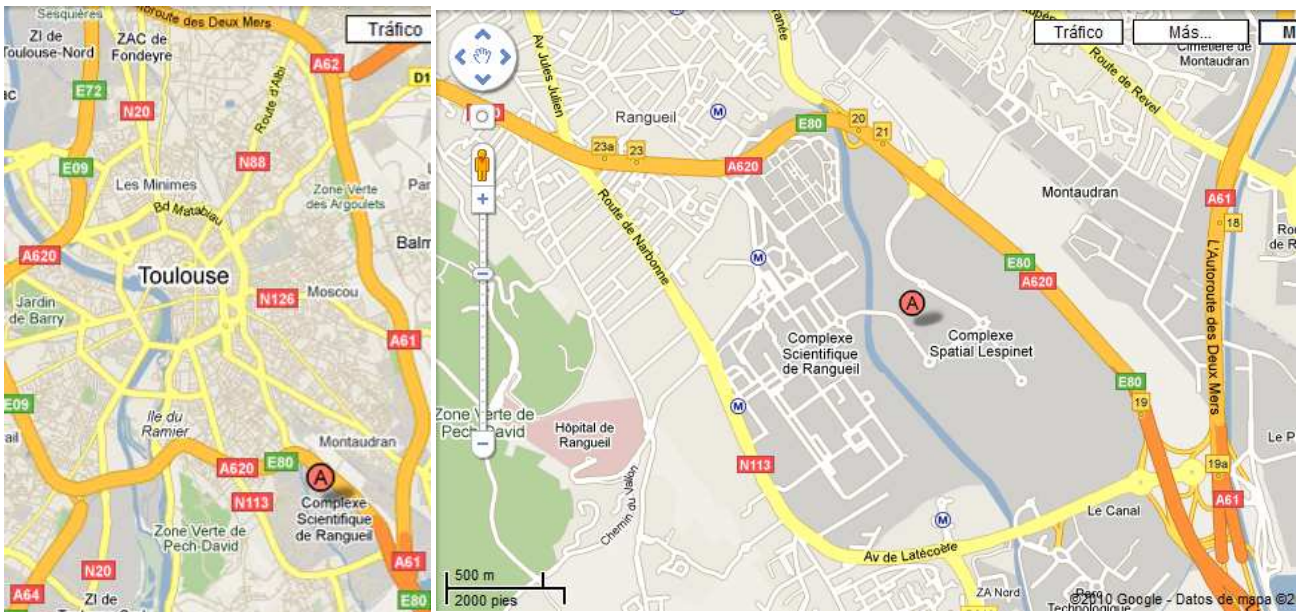 Sesquières
ZI de
Toulouse-Nord
ZAC de
Fondeyre
Autoroute des Deux Mers
Tráfico
A62
E72
N20
Route d'Albi
N88
E09
Les Minimes
Bd Matabiau
Zone Verte
des Argoulets
A620
Toulouse
Jardin
de Barry
N126
Moscou
A61
E09
Ile du
Ramier
Montaudran
A620
E80
A
N113
Complexe
Scientifique
de Rangueil
Zone Verte de
Pech-David
N20
A64
ZI de
A61
E80
Av Jules Julien
Tráfico
Más...
M
Cimetière de
Montaudran
Route de Revel
Rangueil
M
23a
23
A620
E80
20
21
Montaudran
A61
18
L'Autoroute des Deux Mers
Route de Narbonne
M
E80
A620
A
Complexe
Spatial Lespinet
Complexe
Scientifique
de Rangueil
E80
19
M
Zone Verte de
Pech-David
Hôpital de
Rangueil
N113
Chemin du Vallon
19a
A61
Le P
Le Canal
M
Av de Latécoère
500 m
2000 pies
ZA Nord
Parc
Technologique
©2010 Google - Datos de mapa ©2